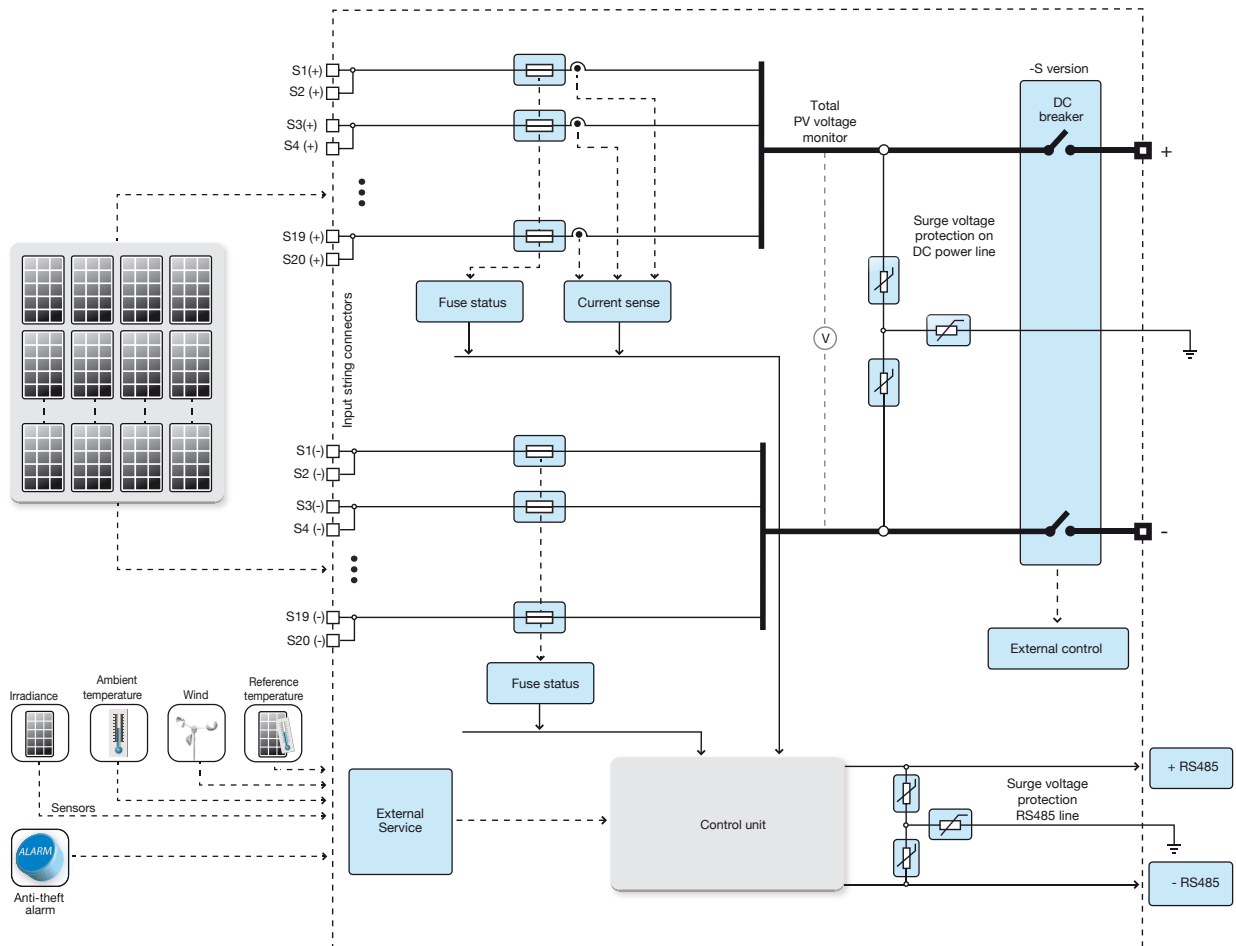 -S version
S1(+)
S2 (+)
DC
breaker
Total
PV voltage
monitor
S3(+)
S4 (+)
+
Surge voltage
protection on
DC power line
S19 (+)
S20 (+)
Fuse status
Current sense
V
Input string connectors
S1(-)
S2 (-)
S3(-)
S4 (-)
-
S19 (-)
S20 (-)
External control
Fuse status
Irradiance
Ambient
temperature
Wind
Reference
temperature
Sensors
ALARM
Anti-theft
alarm
External
Service
Control unit
Surge voltage
protection
RS485 line
+ RS485
- RS485